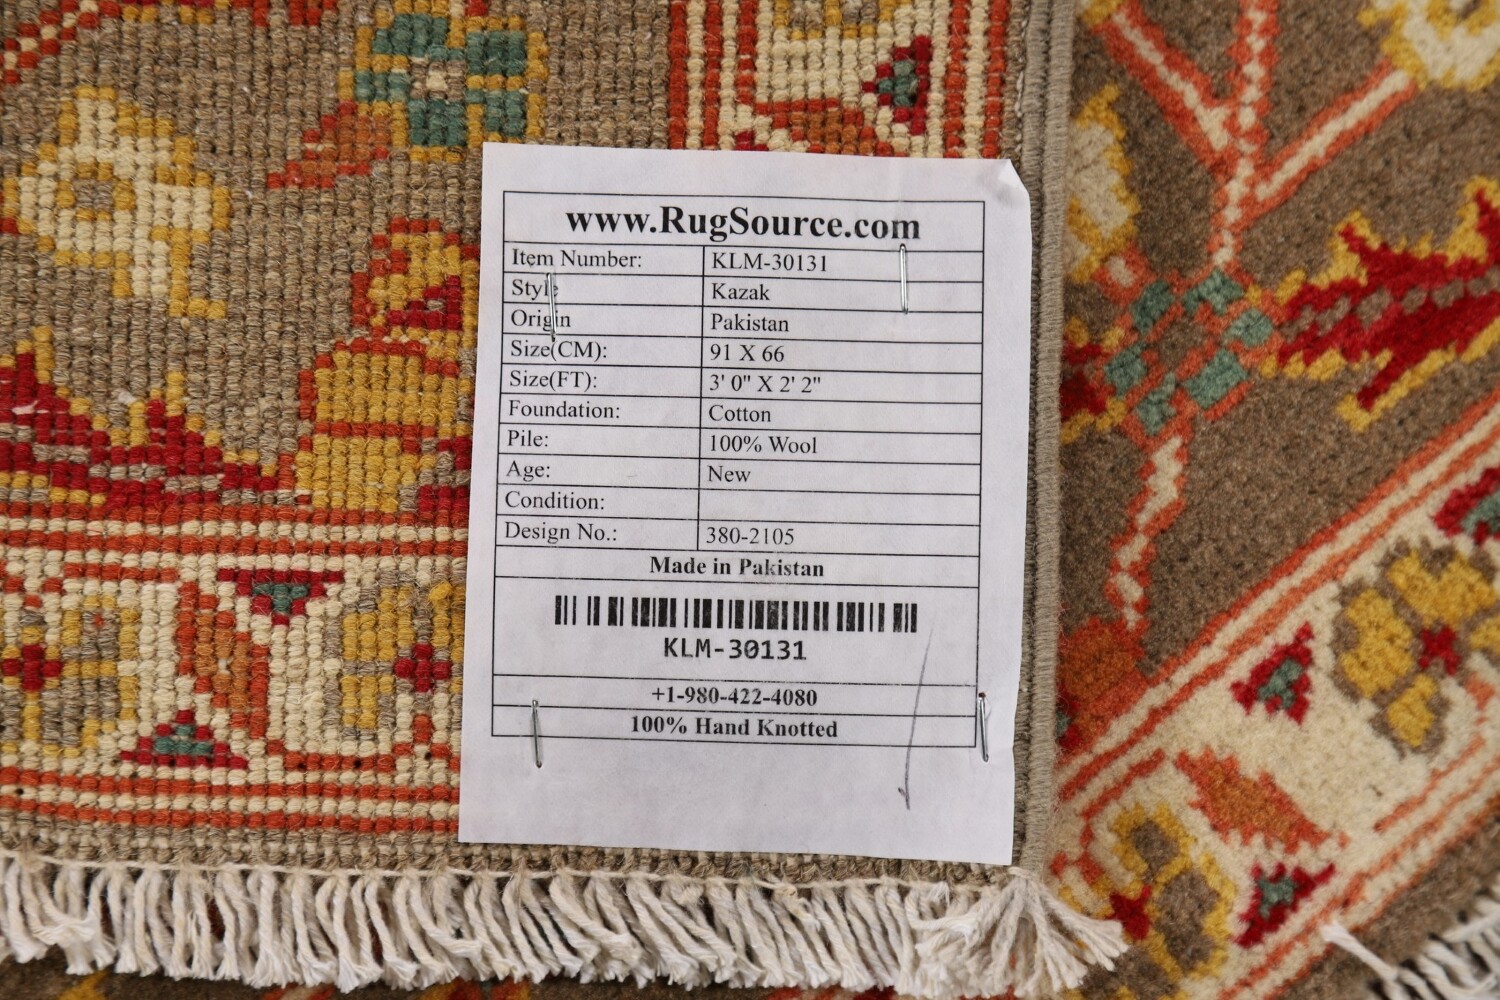 www.RugSource.com
Item Number: KLM-30131
Style Kazak
Origin Pakistan
Size(CM): 91 X 66
Size(FT): 3' 0" X 2' 2"
Foundation: Cotton
Pile: 100% Wool
Age: New
Condition:
Design No.: 380-2105
Made in Pakistan
KLM-30131
+1-980-422-4080
100% Hand Knotted